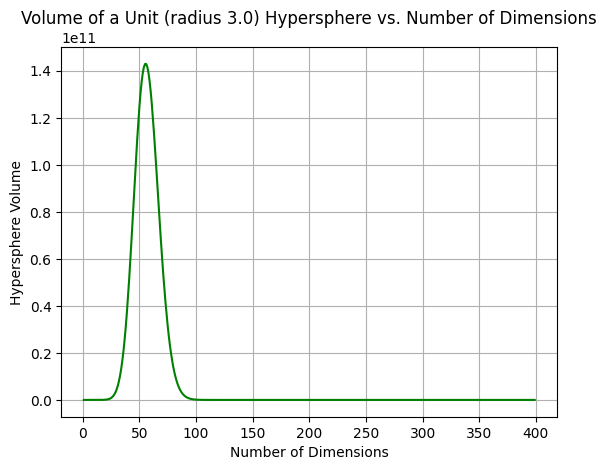 Volume of a Unit (radius 3.0) Hypersphere vs. Number of Dimensions
1e11
1.4
1.2
1.0
0.8
0.6
0.4
0.2
0.0
Hypersphere Volume
0 50 100 150 200 250 300 350 400
Number of Dimensions